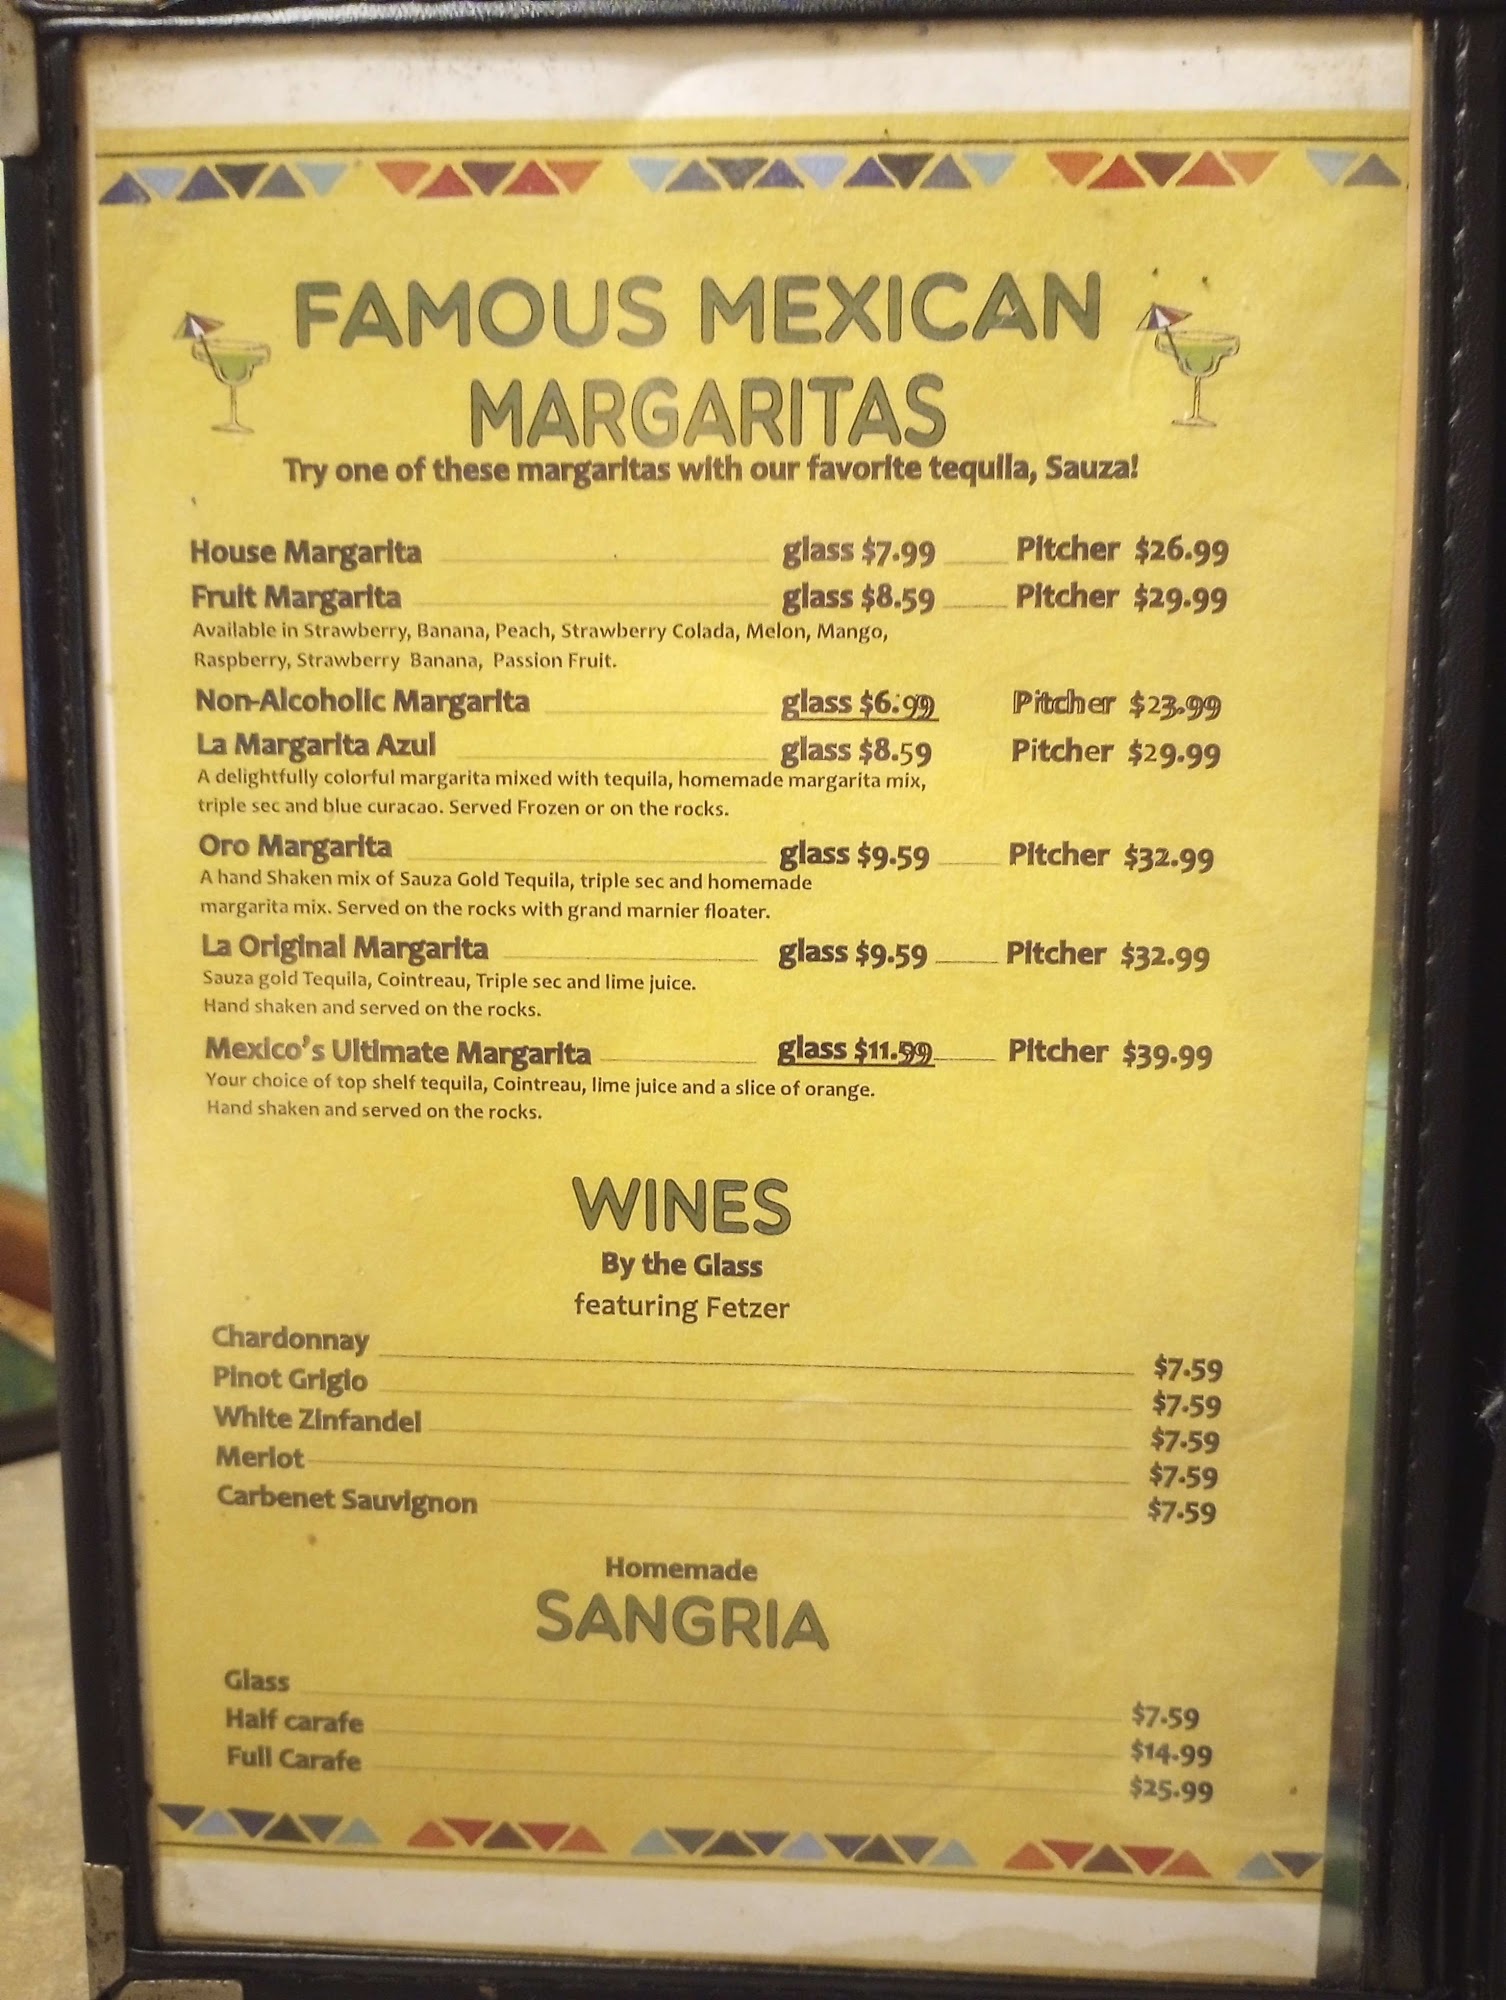 FAMOUS MEXICAN
MARGARITAS
Try one of these margaritas with our favorite tequila, Sauza!
House Margarita glass $7.99 Pitcher $26.99
Fruit Margarita glass $8.59 Pitcher $29.99
Available in Strawberry, Banana, Peach, Strawberry Colada, Melon, Mango,
Raspberry, Strawberry Banana, Passion Fruit.
Non-Alcoholic Margarita glass $6.99 Pitcher $23.99
La Margarita Azul glass $8.59 Pitcher $29.99
A delightfully colorful margarita mixed with tequila, homemade margarita mix,
triple sec and blue curacao. Served Frozen or on the rocks.
Oro Margarita glass $9.59 Pitcher $32.99
A hand Shaken mix of Sauza Gold Tequila, triple sec and homemade
margarita mix. Served on the rocks with grand marnier floater.
La Original Margarita glass $9.59 Pitcher $32.99
Sauza gold Tequila, Cointreau, Triple sec and lime juice.
Hand shaken and served on the rocks.
Mexico's Ultimate Margarita glass $11.99 Pitcher $39.99
Your choice of top shelf tequila, Cointreau, lime juice and a slice of orange.
Hand shaken and served on the rocks.
WINES
By the Glass
featuring Fetzer
Chardonnay $7.59
Pinot Grigio $7.59
White Zinfandel $7.59
Merlot $7.59
Carbenet Sauvignon $7.59
Homemade
SANGRIA
Glass $7.59
Half carafe $14.99
Full Carafe $25.99